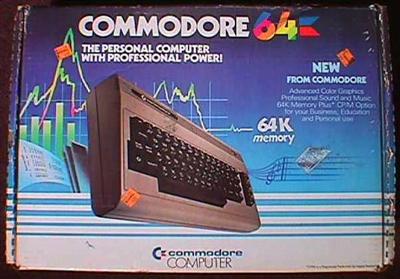 COMMODORE 64K
THE PERSONAL COMPUTER
WITH PROFESSIONAL POWER!
NEW
FROM COMMODORE
Advanced Color Graphics
Professional Sound and Music
64K Memory Plus* CP/M Option
for your Business, Education
and Personal use
64K
memory
commodore
COMPUTER